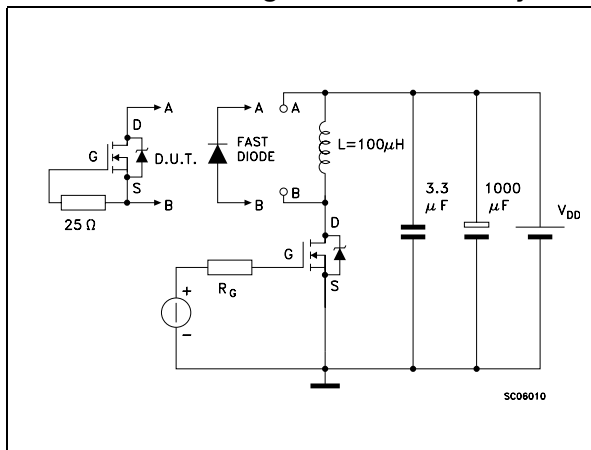 A
D
G
D.U.T.
S
B
25 Ω
A
FAST
DIODE
B
A
L=100μH
B
D
G
S
RG
+
-
3.3
μF
1000
μF
VDD
SC06010